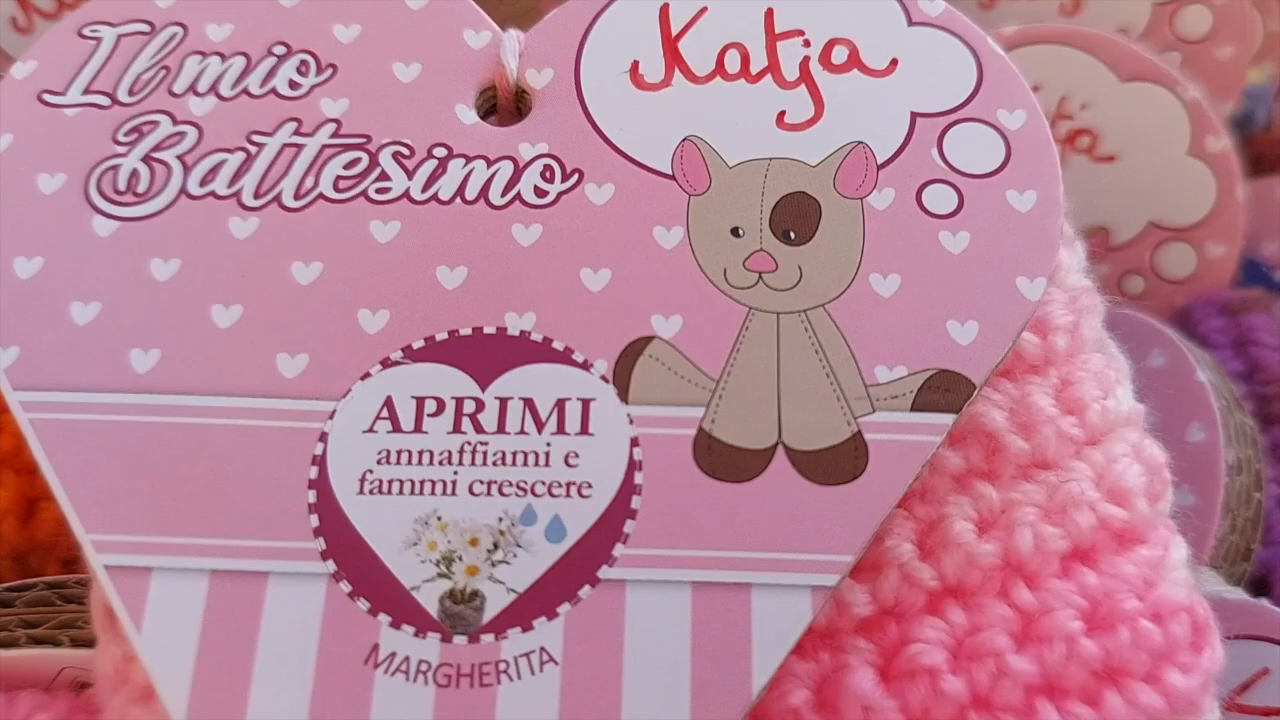 Il mio
Battesimo
Katja
APRIMI
annaffiami e
fammi crescere
MARGHERITA